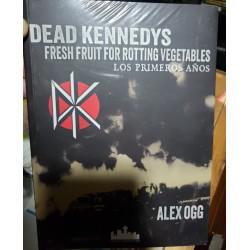 DEAD KENNEDYS
FRESH FRUIT FOR ROTTING VEGETABLES
LOS PRIMEROS AÑOS
DK
ALEX OGG